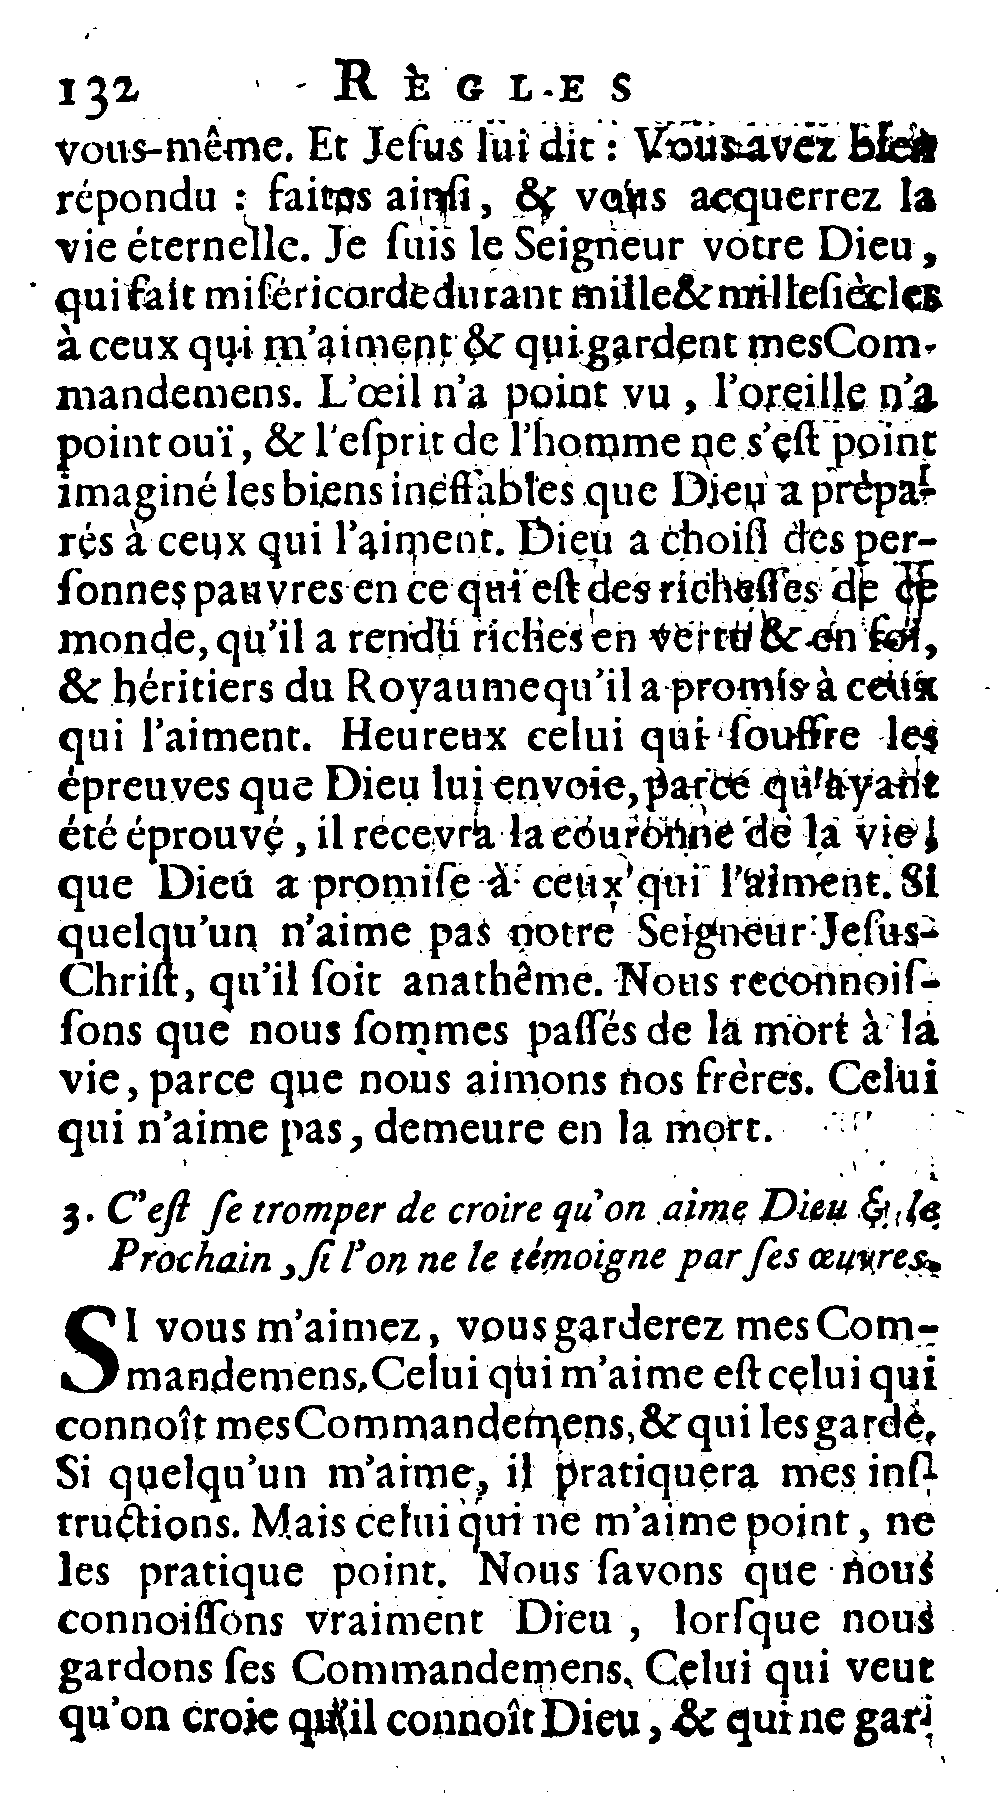 132 RÈGLES
vous-même. Et Jeſus lui dit : Vous avez bien
répondu : faites ainſi, & vous acquerrez la
vie éternelle. Je ſuis le Seigneur votre Dieu,
qui fait miſéricorde durant mille & mille ſiècles
à ceux qui m'aiment & qui gardent mes Com-
mandemens. L'œil n'a point vu, l'oreille n'a
point ouï, & l'eſprit de l'homme ne s'eſt point
imaginé les biens ineffables que Dieu a prépa-
rés à ceux qui l'aiment. Dieu a choiſi des per-
ſonnes pauvres en ce qui eſt des richeſſes de ce
monde, qu'il a rendu riches en vertu & en foi,
& héritiers du Royaume qu'il a promis à ceux
qui l'aiment. Heureux celui qui ſouffre les
épreuves que Dieu lui envoie, parce qu'ayant
été éprouvé, il recevra la couronne de la vie,
que Dieu a promiſe à ceux qui l'aiment. Si
quelqu'un n'aime pas notre Seigneur Jeſus-
Chriſt, qu'il ſoit anathême. Nous reconnoiſ-
ſons que nous ſommes paſſés de la mort à la
vie, parce que nous aimons nos frères. Celui
qui n'aime pas, demeure en la mort.
3. C'eſt ſe tromper de croire qu'on aime Dieu & le
Prochain, ſi l'on ne le témoigne par ſes œuvres.
SI vous m'aimez, vous garderez mes Com-
mandemens. Celui qui m'aime eſt celui qui
connoît mes Commandemens, & qui les garde.
Si quelqu'un m'aime, il pratiquera mes inſ-
tructions. Mais celui qui ne m'aime point, ne
les pratique point. Nous ſavons que nous
connoiſſons vraiment Dieu, lorſque nous
gardons ſes Commandemens. Celui qui veut
qu'on croie qu'il connoît Dieu, & qui ne gar-